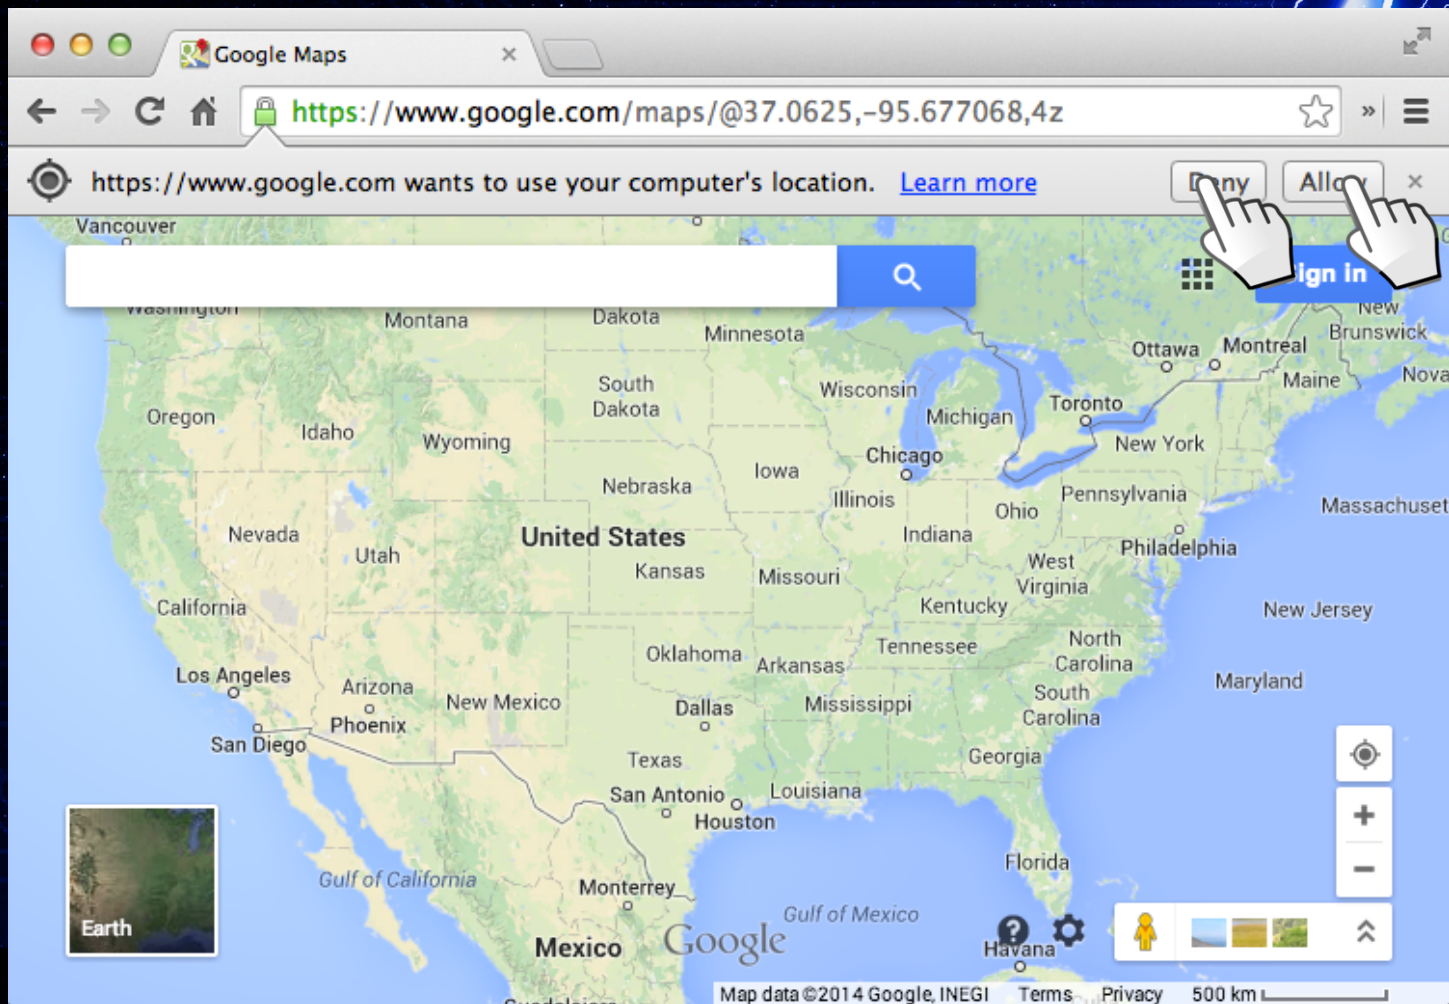 Google Maps
https://www.google.com/maps/@37.0625,-95.677068,4z
https://www.google.com wants to use your computer's location. Learn more
Deny
Allow
Vancouver
Sign in
Washington
Montana
Dakota
Minnesota
New
Brunswick
Ottawa
Montreal
Maine
Nova
South
Dakota
Wisconsin
Michigan
Toronto
Oregon
Idaho
Wyoming
New York
Chicago
Iowa
Nebraska
Illinois
Ohio
Pennsylvania
Massachuset
Nevada
Utah
United States
Indiana
Philadelphia
Kansas
Missouri
West
Virginia
California
Kentucky
New Jersey
Oklahoma
Arkansas
Tennessee
North
Carolina
Los Angeles
Arizona
New Mexico
Dallas
Mississippi
South
Carolina
Maryland
Phoenix
San Diego
Texas
Georgia
San Antonio
Louisiana
Houston
Florida
Gulf of California
Monterrey
Gulf of Mexico
Earth
Mexico
Google
Havana
Map data ©2014 Google, INEGI
Terms
Privacy
500 km